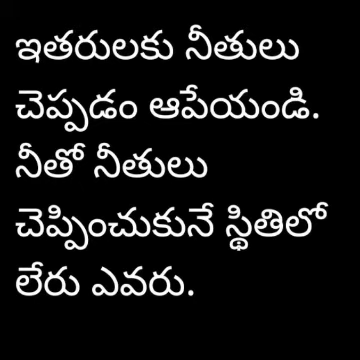 ఇతరులకు నీతులు
చెప్పడం ఆపేయండి.
నీతో నీతులు
చెప్పించుకునే స్థితిలో
లేరు ఎవరు.